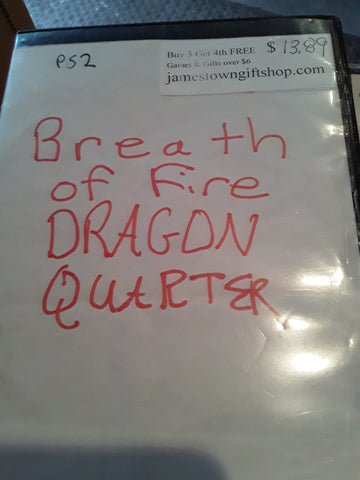 PS2
Buy 3 Get 4th FREE $13.89
Games & Gifts over $6
jamestowngiftshop.com
Breath
of Fire
DRAGON
QUARTER